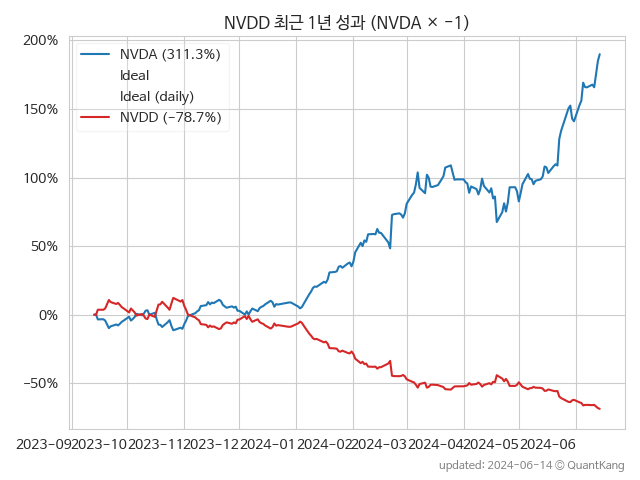 NVDD 최근 1년 성과 (NVDA × −1)
200%
150%
100%
50%
0%
−50%
NVDA (311.3%)
Ideal
Ideal (daily)
NVDD (−78.7%)
2023−09 2023−10 2023−11 2023−12 2024−01 2024−02 2024−03 2024−04 2024−05 2024−06
updated: 2024-06-14 © QuantKang